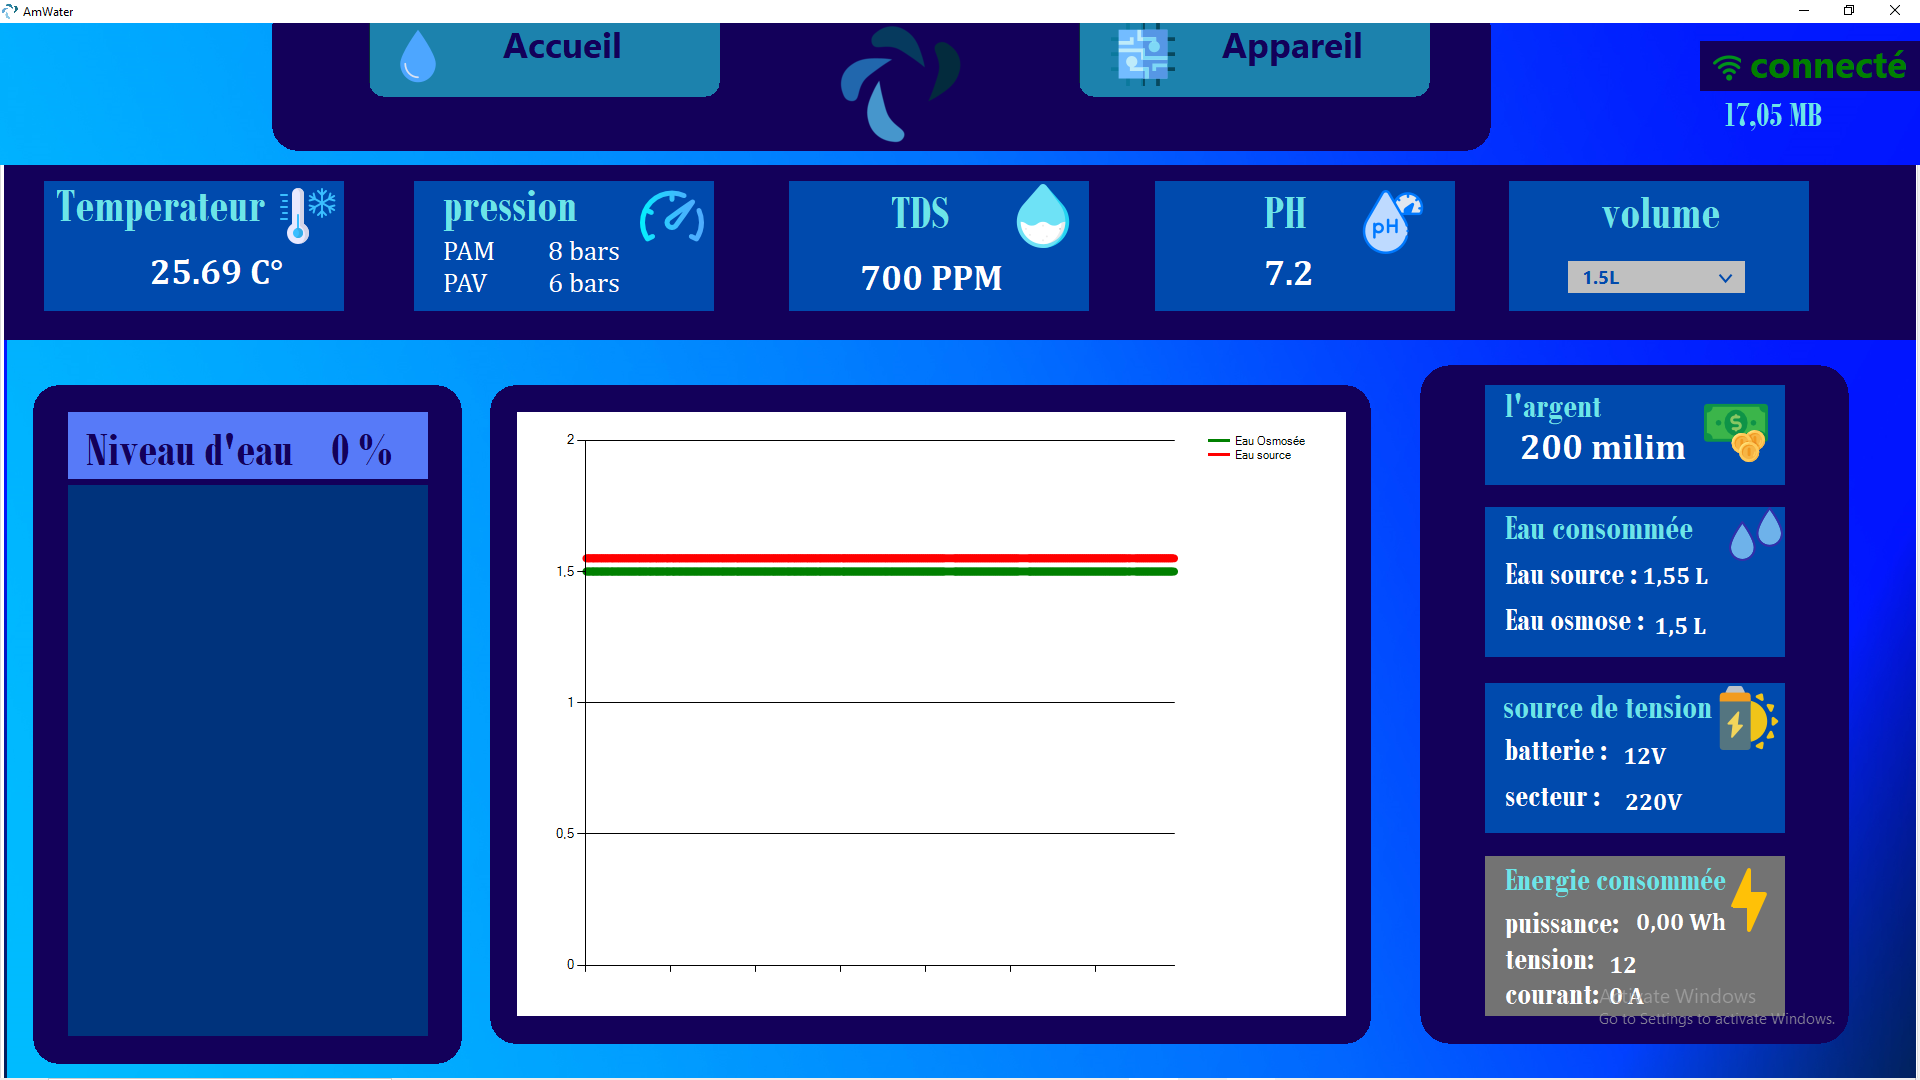 AmWater
Accueil
Appareil
connecté
17,05 MB
Temperateur
25.69 C°
pression
PAM 8 bars
PAV 6 bars
TDS
700 PPM
PH
pH
7.2
volume
1.5L
Niveau d'eau 0 %
2
1,5
1
0,5
0
Eau Osmosée
Eau source
l'argent
200 milim
Eau consommée
Eau source : 1,55 L
Eau osmose : 1,5 L
source de tension
batterie : 12V
secteur : 220V
Energie consommée
puissance: 0,00 Wh
tension: 12
courant: 0 A
Activate Windows
Go to Settings to activate Windows.